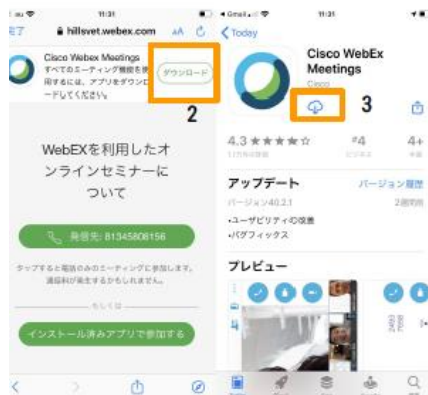 au 11:31
完了 hillsvet.webex.com AA
Cisco Webex Meetings
すべてのミーティング機能を使
用するには、アプリをダウンロ
ードしてください。
ダウンロード
2
WebEXを利用したオ
ンラインセミナーに
ついて
発信先: 81345808156
タップすると電話のみのミーティングに参加します。
通話料が発生するかもしれません。
もしくは
インストール済みアプリで参加する
Gmail 11:31
Today
Cisco WebEx
Meetings
Cisco
3
4.3 ★★★★☆ #4 4+
ビジネス
アップデート バージョン履歴
バージョン40.2.1 2週間前
•ユーザビリティの改善
•バグフィックス
プレビュー